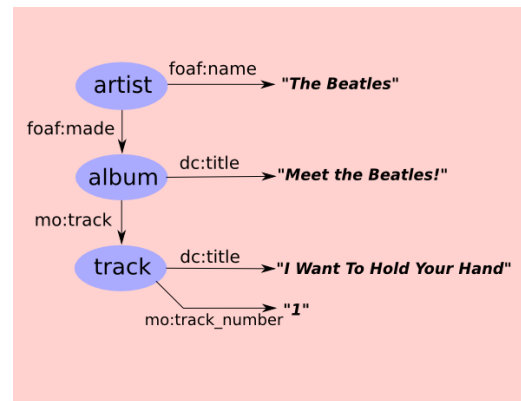 foaf:name
artist
"The Beatles"
foaf:made
dc:title
album
"Meet the Beatles!"
mo:track
dc:title
track
"I Want To Hold Your Hand"
"1"
mo:track_number